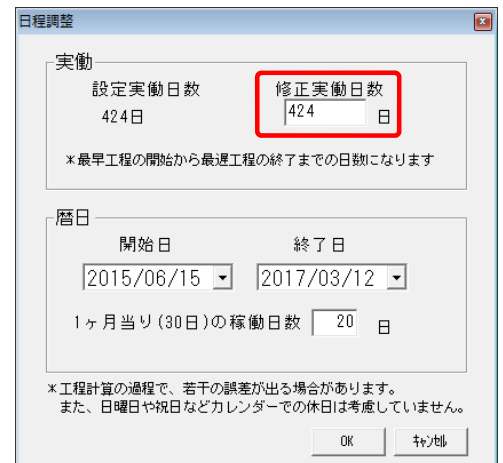 日程調整
実働
設定実働日数 修正実働日数
424日 424 日
*最早工程の開始から最遅工程の終了までの日数になります
暦日
開始日 終了日
2015/06/15 2017/03/12
1ヶ月当り(30日)の稼働日数 20 日
*工程計算の過程で、若干の誤差が出る場合があります。
また、日曜日や祝日などカレンダーでの休日は考慮していません。
OK ｷｬﾝｾﾙ